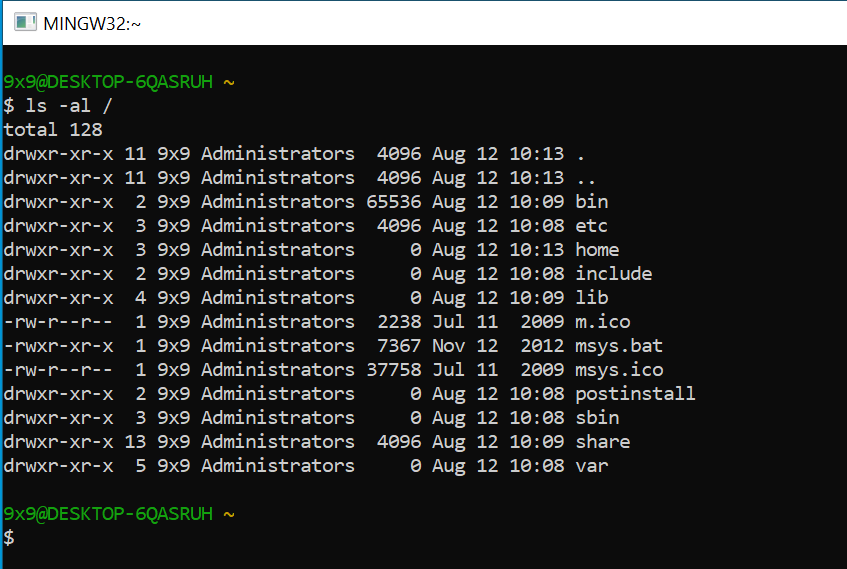 MINGW32:~
9x9@DESKTOP-6QASRUH ~
$ ls -al /
total 128
drwxr-xr-x 11 9x9 Administrators  4096 Aug 12 10:13 .
drwxr-xr-x 11 9x9 Administrators  4096 Aug 12 10:13 ..
drwxr-xr-x  2 9x9 Administrators 65536 Aug 12 10:09 bin
drwxr-xr-x  3 9x9 Administrators  4096 Aug 12 10:08 etc
drwxr-xr-x  3 9x9 Administrators     0 Aug 12 10:13 home
drwxr-xr-x  2 9x9 Administrators     0 Aug 12 10:08 include
drwxr-xr-x  4 9x9 Administrators     0 Aug 12 10:09 lib
-rw-r--r--  1 9x9 Administrators  2238 Jul 11  2009 m.ico
-rwxr-xr-x  1 9x9 Administrators  7367 Nov 12  2012 msys.bat
-rw-r--r--  1 9x9 Administrators 37758 Jul 11  2009 msys.ico
drwxr-xr-x  2 9x9 Administrators     0 Aug 12 10:08 postinstall
drwxr-xr-x  3 9x9 Administrators     0 Aug 12 10:08 sbin
drwxr-xr-x 13 9x9 Administrators  4096 Aug 12 10:09 share
drwxr-xr-x  5 9x9 Administrators     0 Aug 12 10:08 var
9x9@DESKTOP-6QASRUH ~
$